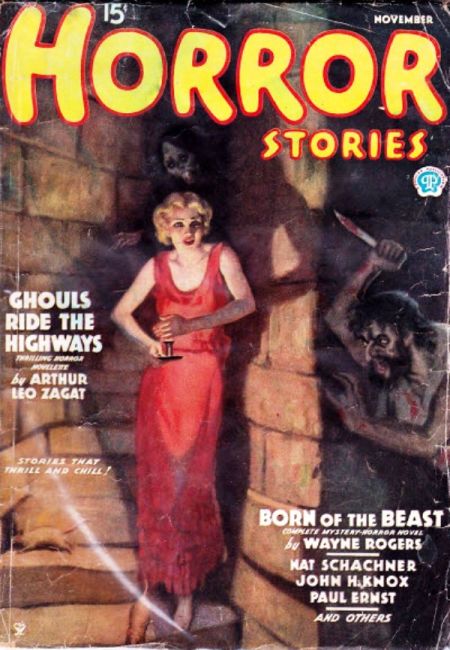 15¢
NOVEMBER
HORROR
STORIES
GHOULS
RIDE THE
HIGHWAYS
THRILLING HORROR
NOVELETTE
by ARTHUR
LEO ZAGAT
STORIES THAT
THRILL AND CHILL!
BORN OF THE BEAST
COMPLETE MYSTERY-HORROR NOVEL
by WAYNE ROGERS
NAT SCHACHNER
JOHN H. KNOX
PAUL ERNST
AND OTHERS